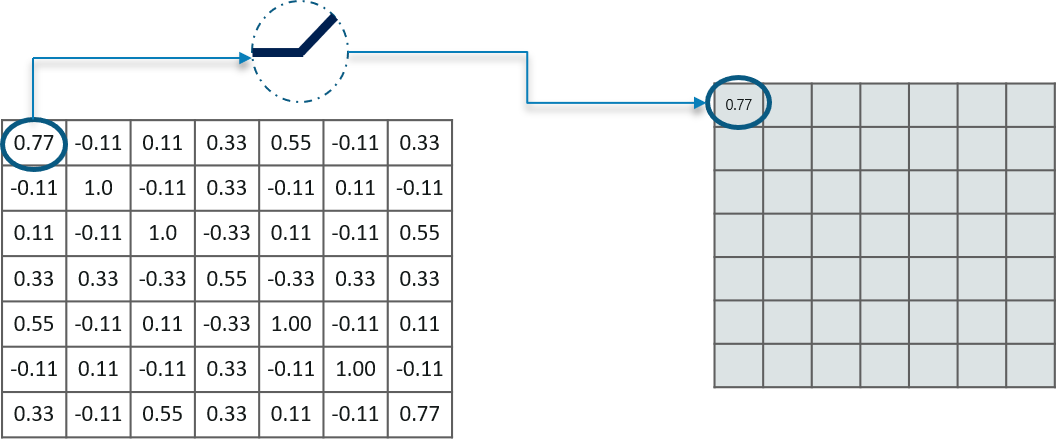 0.77
0.77 -0.11 0.11 0.33 0.55 -0.11 0.33
-0.11 1.0 -0.11 0.33 -0.11 0.11 -0.11
0.11 -0.11 1.0 -0.33 0.11 -0.11 0.55
0.33 0.33 -0.33 0.55 -0.33 0.33 0.33
0.55 -0.11 0.11 -0.33 1.00 -0.11 0.11
-0.11 0.11 -0.11 0.33 -0.11 1.00 -0.11
0.33 -0.11 0.55 0.33 0.11 -0.11 0.77